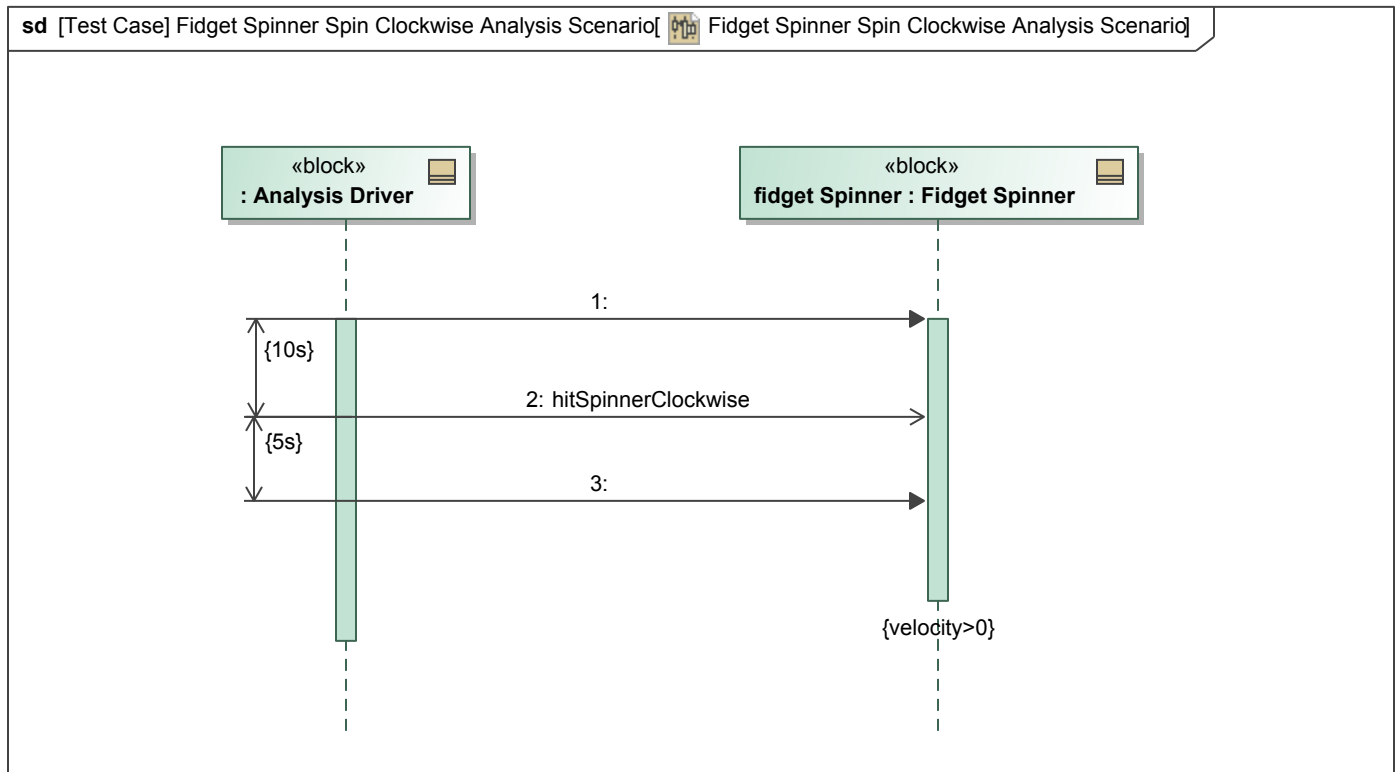 sd [Test Case] Fidget Spinner Spin Clockwise Analysis Scenario[ Fidget Spinner Spin Clockwise Analysis Scenario]
«block»
: Analysis Driver
«block»
fidget Spinner : Fidget Spinner
1:
{10s}
2: hitSpinnerClockwise
{5s}
3:
{velocity>0}